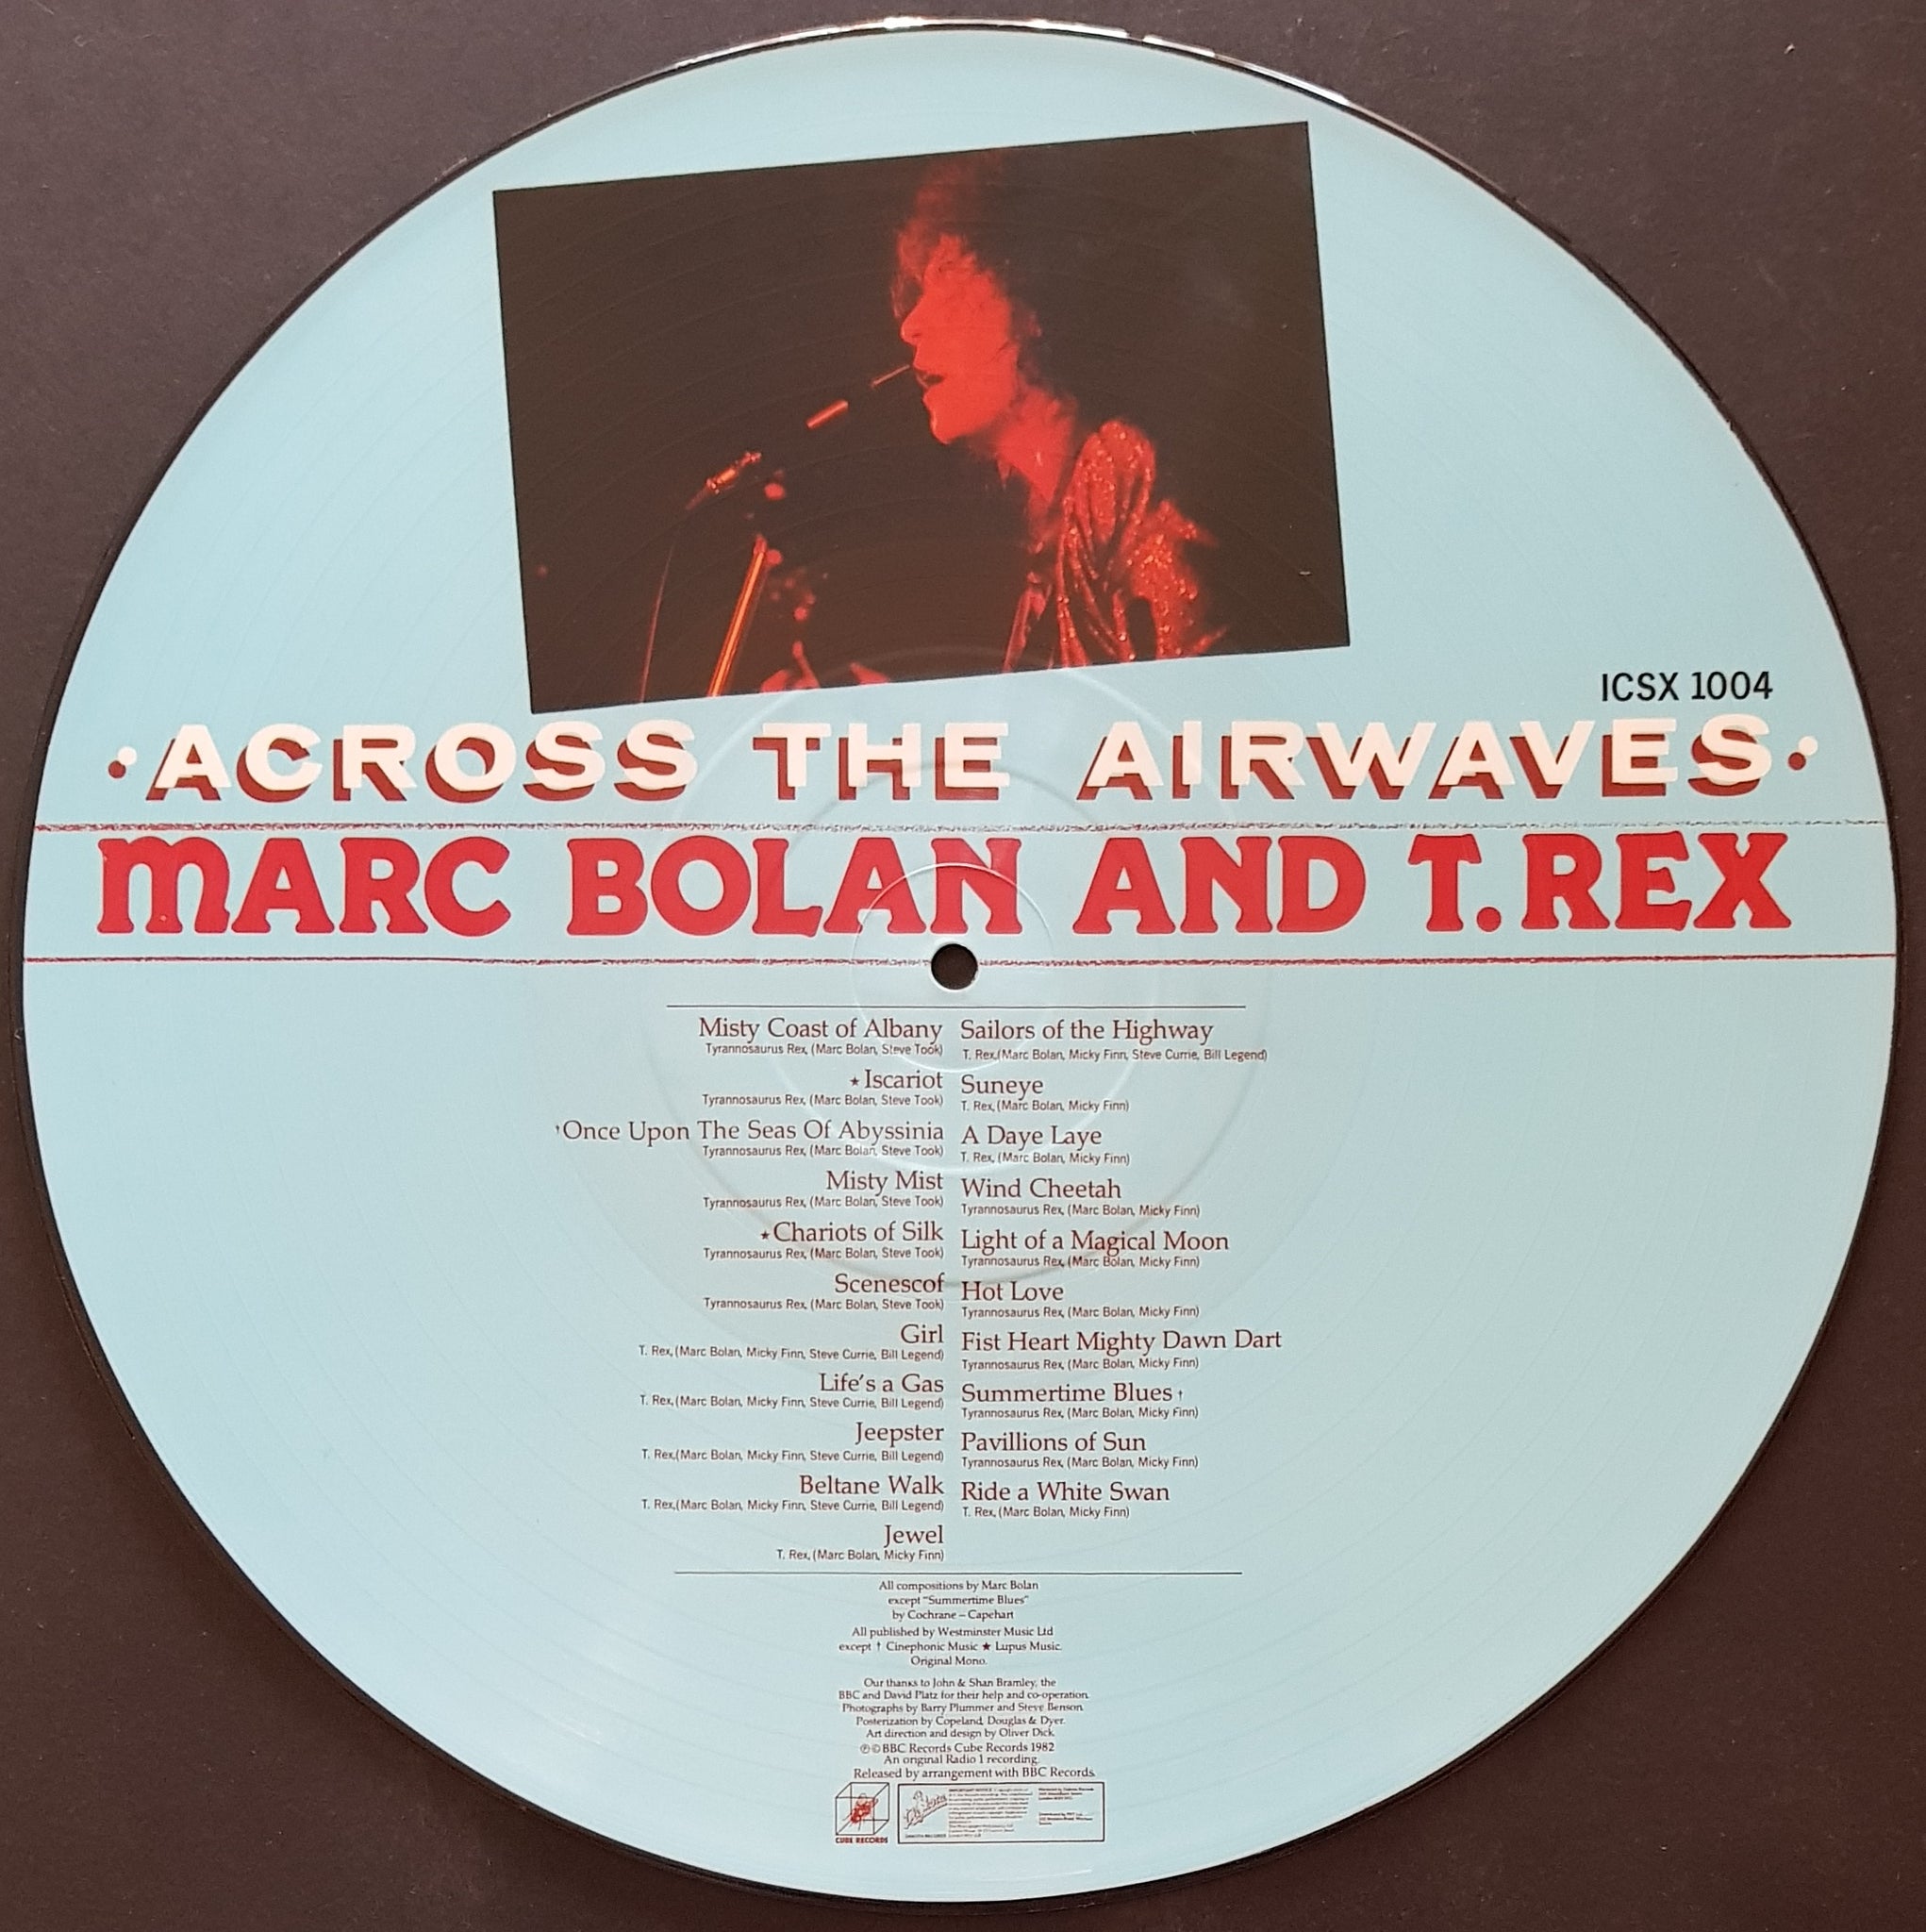 ICSX 1004
•ACROSS THE AIRWAVES•
MARC BOLAN AND T. REX
Misty Coast of Albany
Tyrannosaurus Rex, (Marc Bolan, Steve Took)
★ Iscariot
Tyrannosaurus Rex, (Marc Bolan, Steve Took)
†Once Upon The Seas Of Abyssinia
Tyrannosaurus Rex, (Marc Bolan, Steve Took)
Misty Mist
Tyrannosaurus Rex, (Marc Bolan, Steve Took)
★ Chariots of Silk
Tyrannosaurus Rex, (Marc Bolan, Steve Took)
Scenescof
Tyrannosaurus Rex, (Marc Bolan, Steve Took)
Girl
T. Rex, (Marc Bolan, Micky Finn, Steve Currie, Bill Legend)
Life's a Gas
T. Rex, (Marc Bolan, Micky Finn, Steve Currie, Bill Legend)
Jeepster
T. Rex,(Marc Bolan, Micky Finn, Steve Currie, Bill Legend)
Beltane Walk
T. Rex,(Marc Bolan, Micky Finn, Steve Currie, Bill Legend)
Jewel
T. Rex, (Marc Bolan, Micky Finn)
Sailors of the Highway
T. Rex,(Marc Bolan, Micky Finn, Steve Currie, Bill Legend)
Suneye
T. Rex, (Marc Bolan, Micky Finn)
A Daye Laye
T. Rex, (Marc Bolan, Micky Finn)
Wind Cheetah
Tyrannosaurus Rex, (Marc Bolan, Micky Finn)
Light of a Magical Moon
Tyrannosaurus Rex, (Marc Bolan, Micky Finn)
Hot Love
Tyrannosaurus Rex, (Marc Bolan, Micky Finn)
Fist Heart Mighty Dawn Dart
Tyrannosaurus Rex, (Marc Bolan, Micky Finn)
Summertime Blues †
Tyrannosaurus Rex, (Marc Bolan, Micky Finn)
Pavillions of Sun
Tyrannosaurus Rex, (Marc Bolan, Micky Finn)
Ride a White Swan
T. Rex, (Marc Bolan, Micky Finn)
All compositions by Marc Bolan
except "Summertime Blues"
by Cochrane – Capehart
All published by Westminster Music Ltd
except † Cinephonic Music ★ Lupus Music.
Original Mono.
Our thanks to John & Shan Bramley, the
BBC and David Platz for their help and co-operation.
Photographs by Barry Plummer and Steve Benson.
Posterization by Copeland, Douglas & Dyer.
Art direction and design by Oliver Dick.
℗©BBC Records Cube Records 1982
An original Radio 1 recording.
Released by arrangement with BBC Records.
CUBE RECORDS
IMPORTANT NOTICE